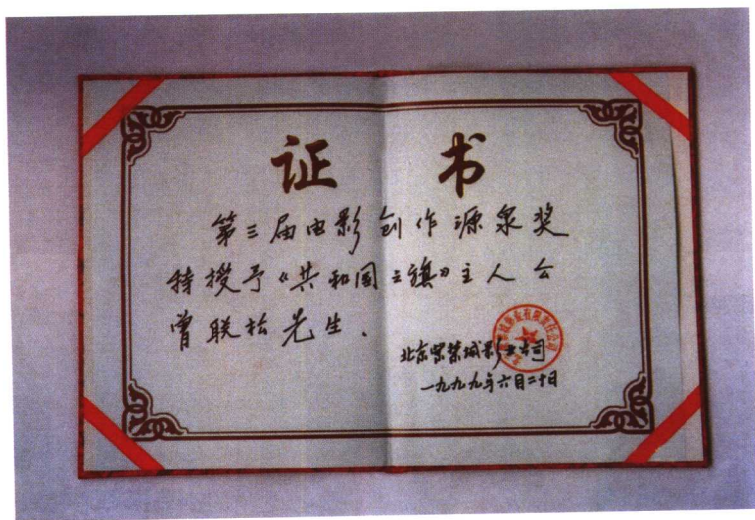 证 书
第三届电影创作源泉奖
特授予《共和国之旗》主人公
曾联松先生.
北京紫禁城影业公司
一九九九年六月二十日